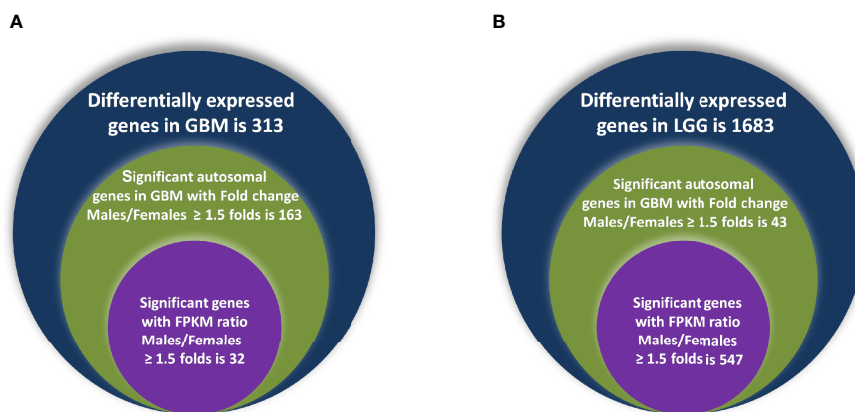 A
Differentially expressed
genes in GBM is 313
Significant autosomal
genes in GBM with Fold change
Males/Females ≥ 1.5 folds is 163
Significant genes
with FPKM ratio
Males/Females
≥ 1.5 folds is 32
B
Differentially expressed
genes in LGG is 1683
Significant autosomal
genes in GBM with Fold change
Males/Females ≥ 1.5 folds is 43
Significant genes
with FPKM ratio
Males/Females
≥ 1.5 folds is 547